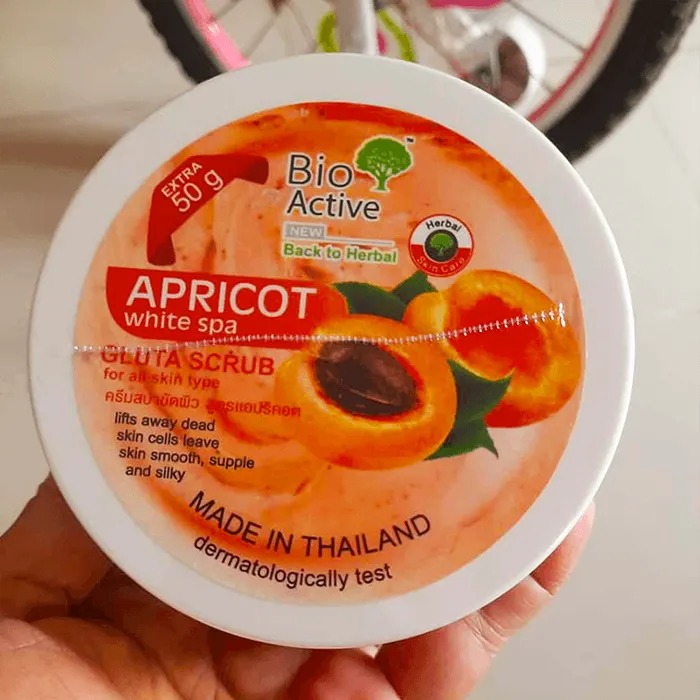 EXTRA
50 g
Bio
Active
NEW
Back to Herbal
Herbal
Skin Care
APRICOT
white spa
GLUTA SCRUB
for all skin type
ครีมสปาขัดผิว สูตรแอปริคอต
lifts away dead
skin cells leave
skin smooth, supple
and silky
MADE IN THAILAND
dermatologically test